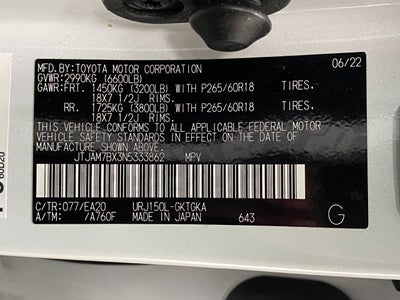 MFD.BY:TOYOTA MOTOR CORPORATION 06/22
GVWR:2990KG (6600LB)
GAWR:FRT. 1450KG (3200LB) WITH P265/60R18 TIRES.
18X7 1/2J RIMS.
RR. 1725KG (3800LB) WITH P265/60R18 TIRES.
18X7 1/2J RIMS.
THIS VEHICLE CONFORMS TO ALL APPLICABLE FEDERAL MOTOR
VEHICLE SAFETY STANDARDS IN EFFECT ON THE DATE OF
MANUFACTURE SHOWN ABOVE.
JTJAM7BX3N5333862 MPV
C/TR:077/EA20 URJ150L-GKTGKA
A/TM: /A760F MADE IN JAPAN 643 G
60D20